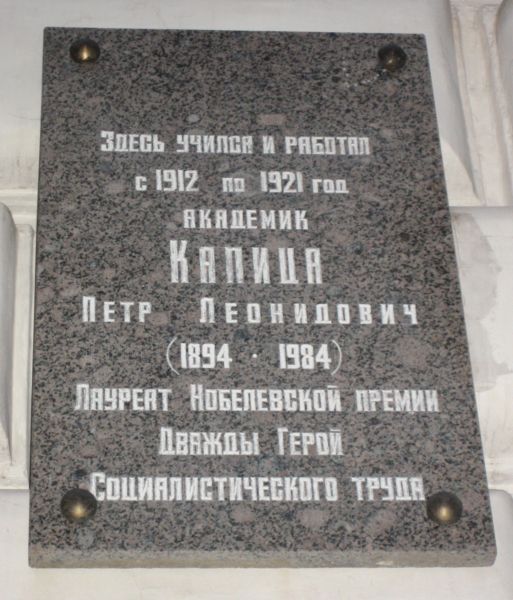 Здесь учился и работал
с 1912 по 1921 год
академик
Капица
Петр Леонидович
(1894 · 1984)
Лауреат Нобелевской премии
Дважды Герой
Социалистического труда